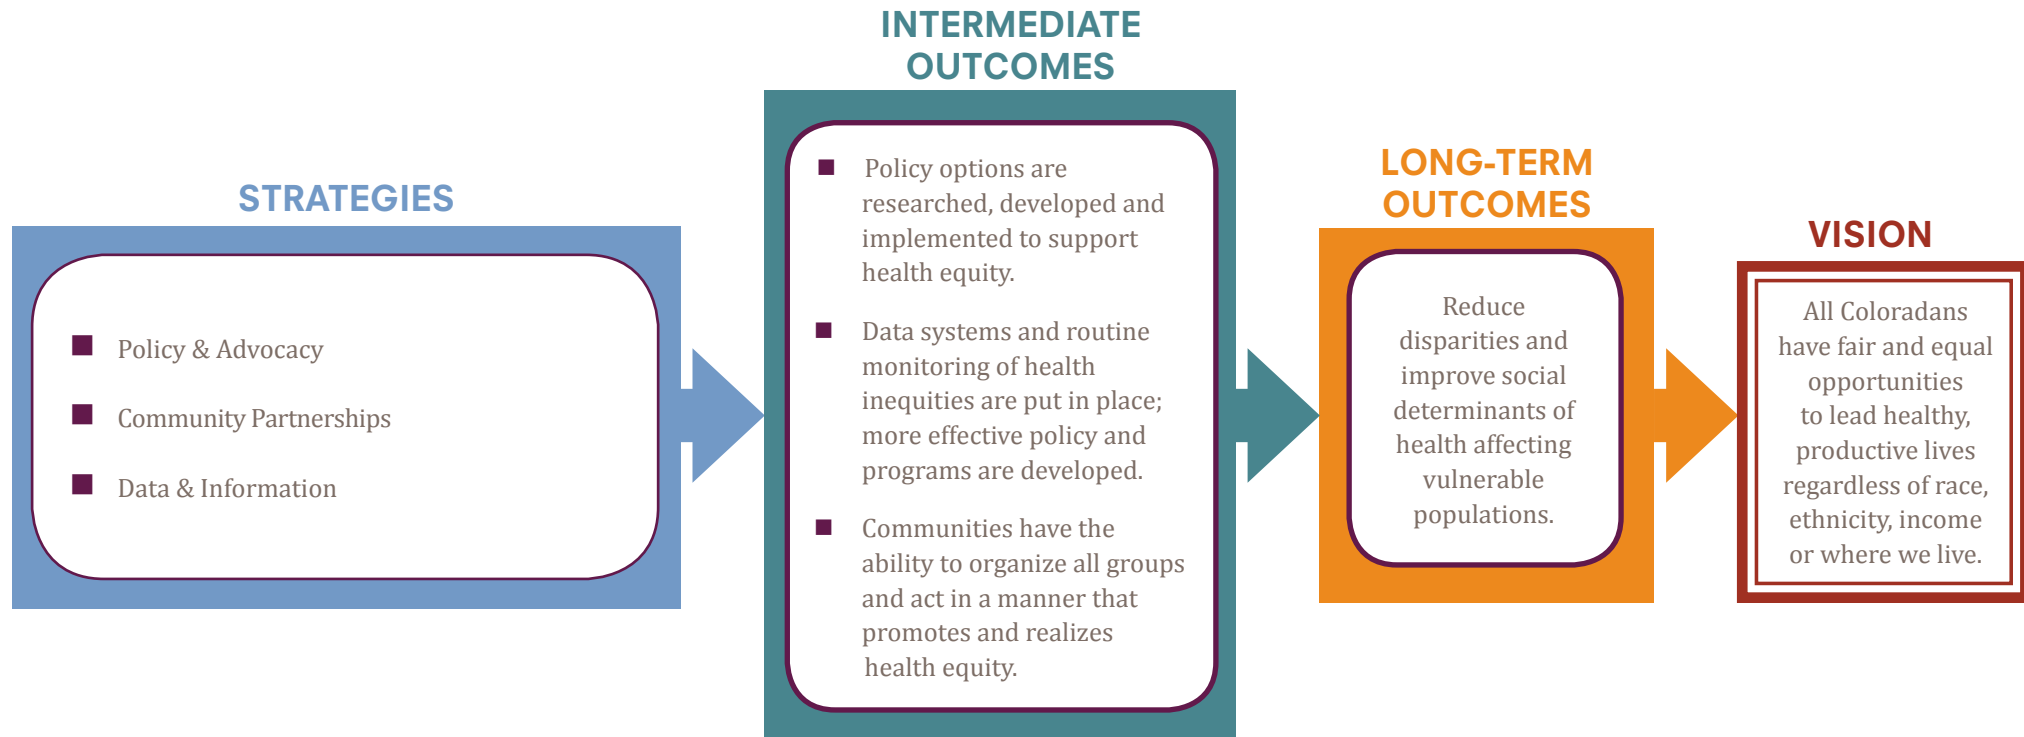 STRATEGIES
Policy & Advocacy
Community Partnerships
Data & Information
INTERMEDIATE
OUTCOMES
Policy options are
researched, developed and
implemented to support
health equity.
Data systems and routine
monitoring of health
inequities are put in place;
more effective policy and
programs are developed.
Communities have the
ability to organize all groups
and act in a manner that
promotes and realizes
health equity.
LONG-TERM
OUTCOMES
Reduce
disparities and
improve social
determinants of
health affecting
vulnerable
populations.
VISION
All Coloradans
have fair and equal
opportunities
to lead healthy,
productive lives
regardless of race,
ethnicity, income
or where we live.